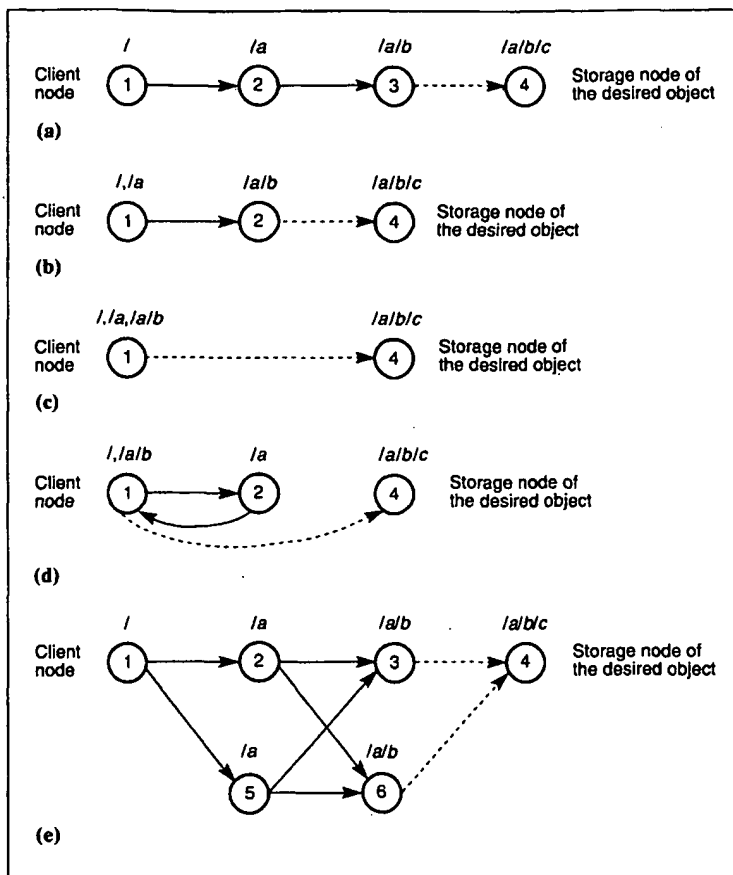 / /a /a/b /a/b/c
Client node 1 2 3 4 Storage node of the desired object
(a)
/,/a /a/b /a/b/c
Client node 1 2 4 Storage node of the desired object
(b)
/,/a,/a/b /a/b/c
Client node 1 4 Storage node of the desired object
(c)
/,/a/b /a /a/b/c
Client node 1 2 4 Storage node of the desired object
(d)
/ /a /a/b /a/b/c
Client node 1 2 3 4 Storage node of the desired object
/a /a/b
5 6
(e)